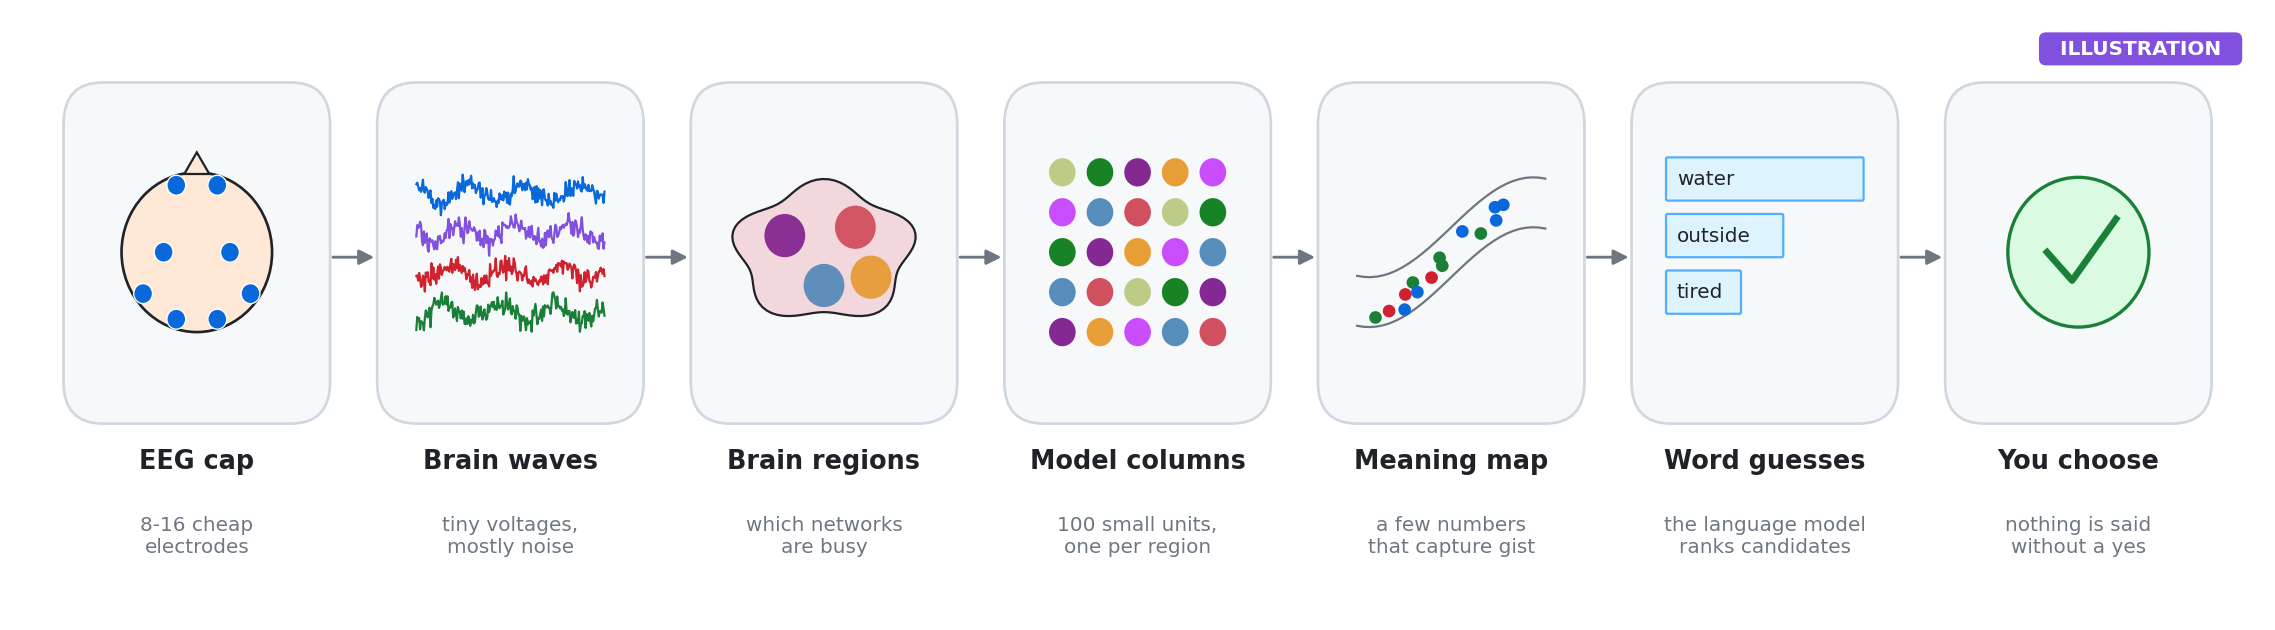 ILLUSTRATION
water
outside
tired
EEG cap
8-16 cheap
electrodes
Brain waves
tiny voltages,
mostly noise
Brain regions
which networks
are busy
Model columns
100 small units,
one per region
Meaning map
a few numbers
that capture gist
Word guesses
the language model
ranks candidates
You choose
nothing is said
without a yes